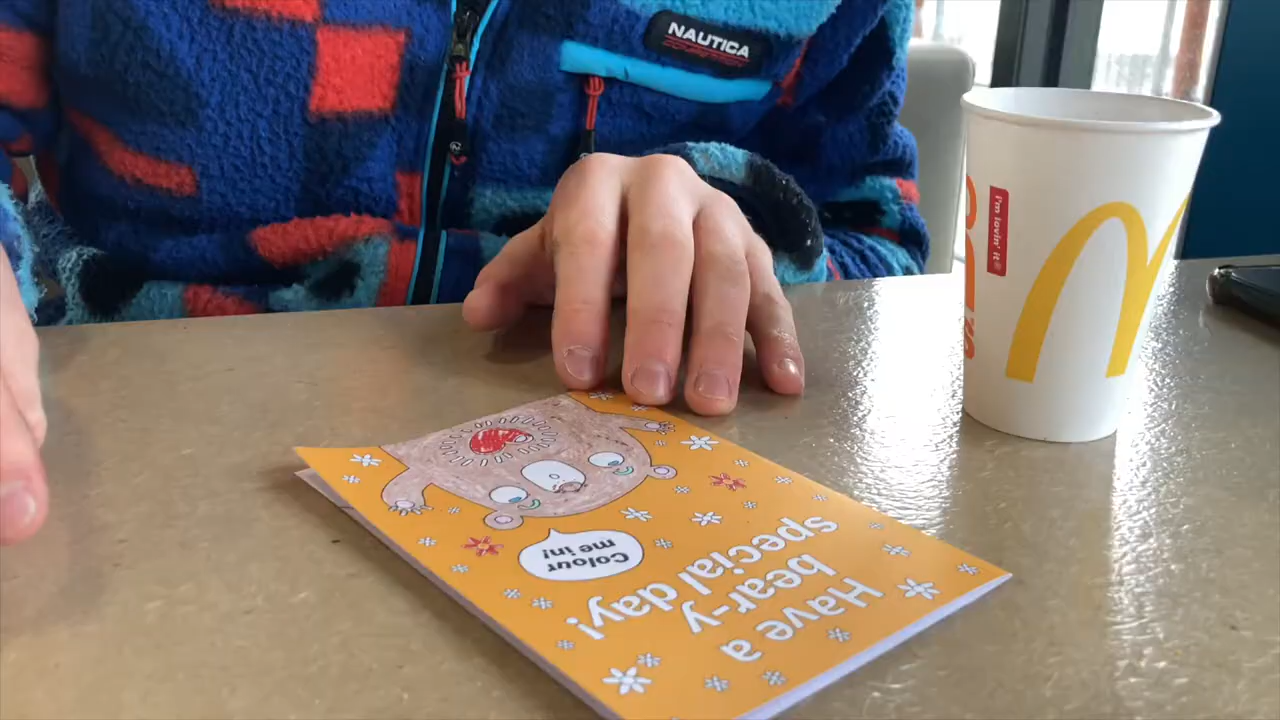 NAUTICA
I'm lovin' it®
Have a
bear-y
special day!
Colour
me in!